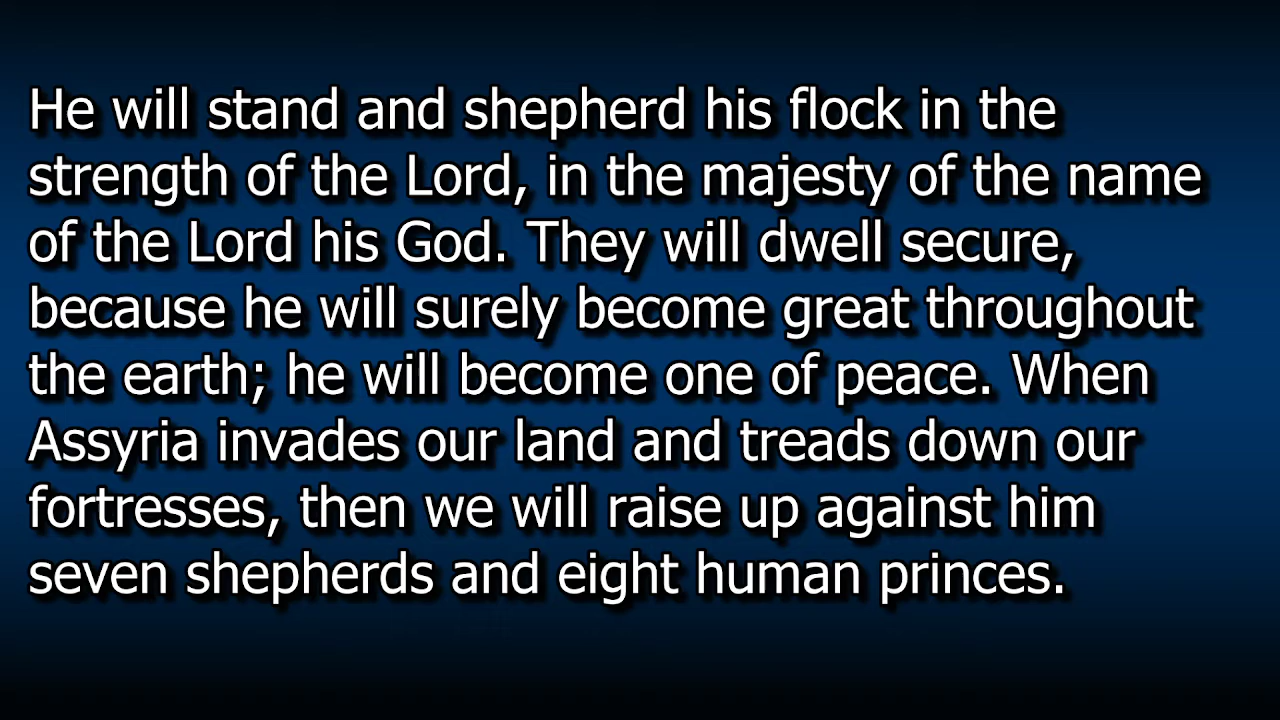 He will stand and shepherd his flock in the
strength of the Lord, in the majesty of the name
of the Lord his God. They will dwell secure,
because he will surely become great throughout
the earth; he will become one of peace. When
Assyria invades our land and treads down our
fortresses, then we will raise up against him
seven shepherds and eight human princes.